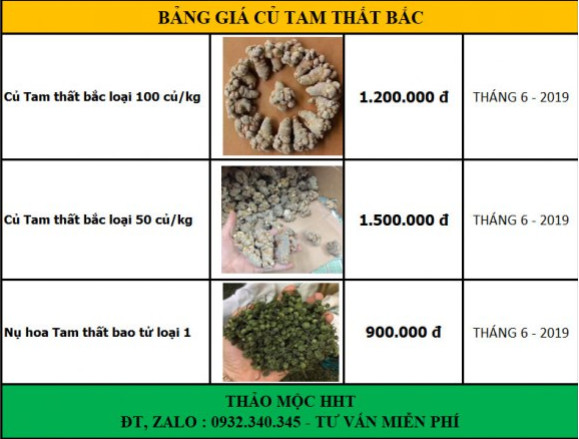 BẢNG GIÁ CỦ TAM THẤT BẮC
Củ Tam thất bắc loại 100 củ/kg
1.200.000 đ
THÁNG 6 - 2019
Củ Tam thất bắc loại 50 củ/kg
1.500.000 đ
THÁNG 6 - 2019
Nụ hoa Tam thất bao tử loại 1
900.000 đ
THÁNG 6 - 2019
THẢO MỘC HHT
ĐT, ZALO : 0932.340.345 - TƯ VẤN MIỄN PHÍ